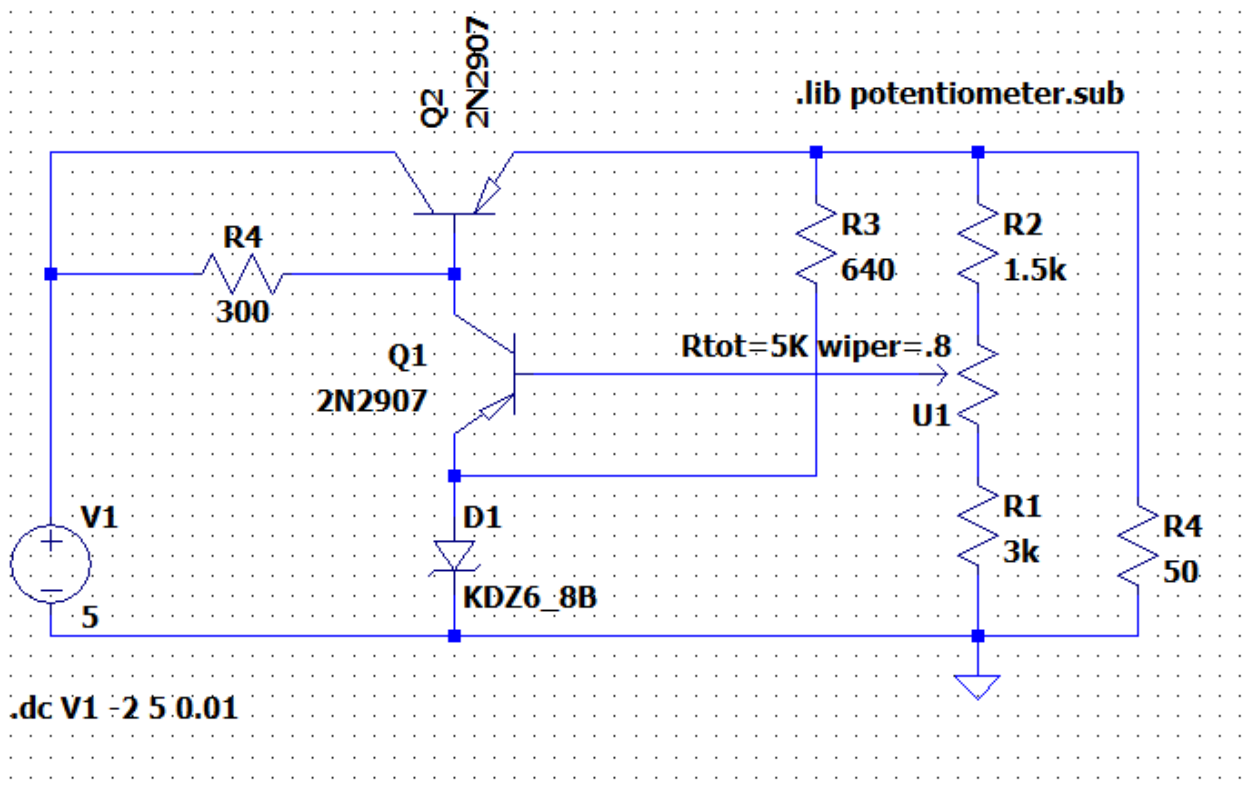 Q2
2N2907
.lib potentiometer.sub
R4
300
R3
640
R2
1.5k
Q1
2N2907
Rtot=5K wiper=.8
U1
V1
5
D1
KDZ6_8B
R1
3k
R4
50
.dc V1 -2 5 0.01